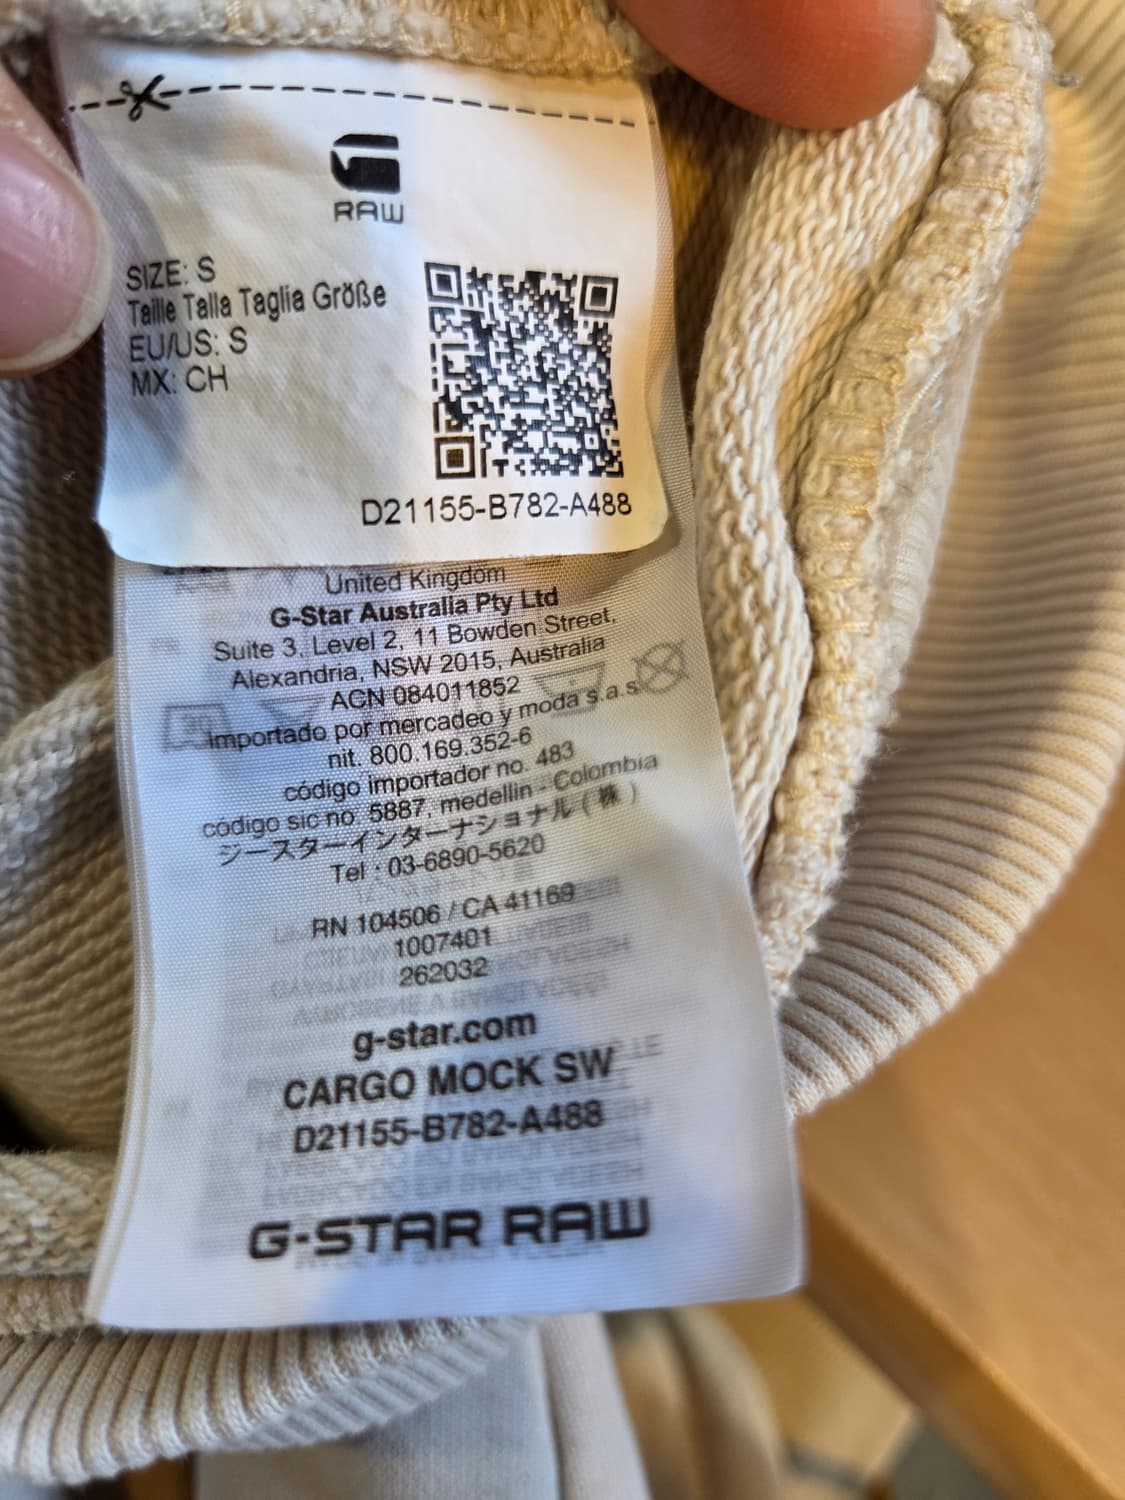 RAW
SIZE: S
Taille Talla Taglia Größe
EU/US: S
MX: CH
D21155-B782-A488
United Kingdom
G-Star Australia Pty Ltd
Suite 3, Level 2, 11 Bowden Street,
Alexandria, NSW 2015, Australia
ACN 084011852
importado por mercadeo y moda s.a.s
nit. 800.169.352-6
código importador no. 483
código sic no. 5887, medellin - Colombia
ジースターインターナショナル(株)
Tel : 03-6890-5620
RN 104506 / CA 41169
1007401
262032
g-star.com
CARGO MOCK SW
D21155-B782-A488
G-STAR RAW